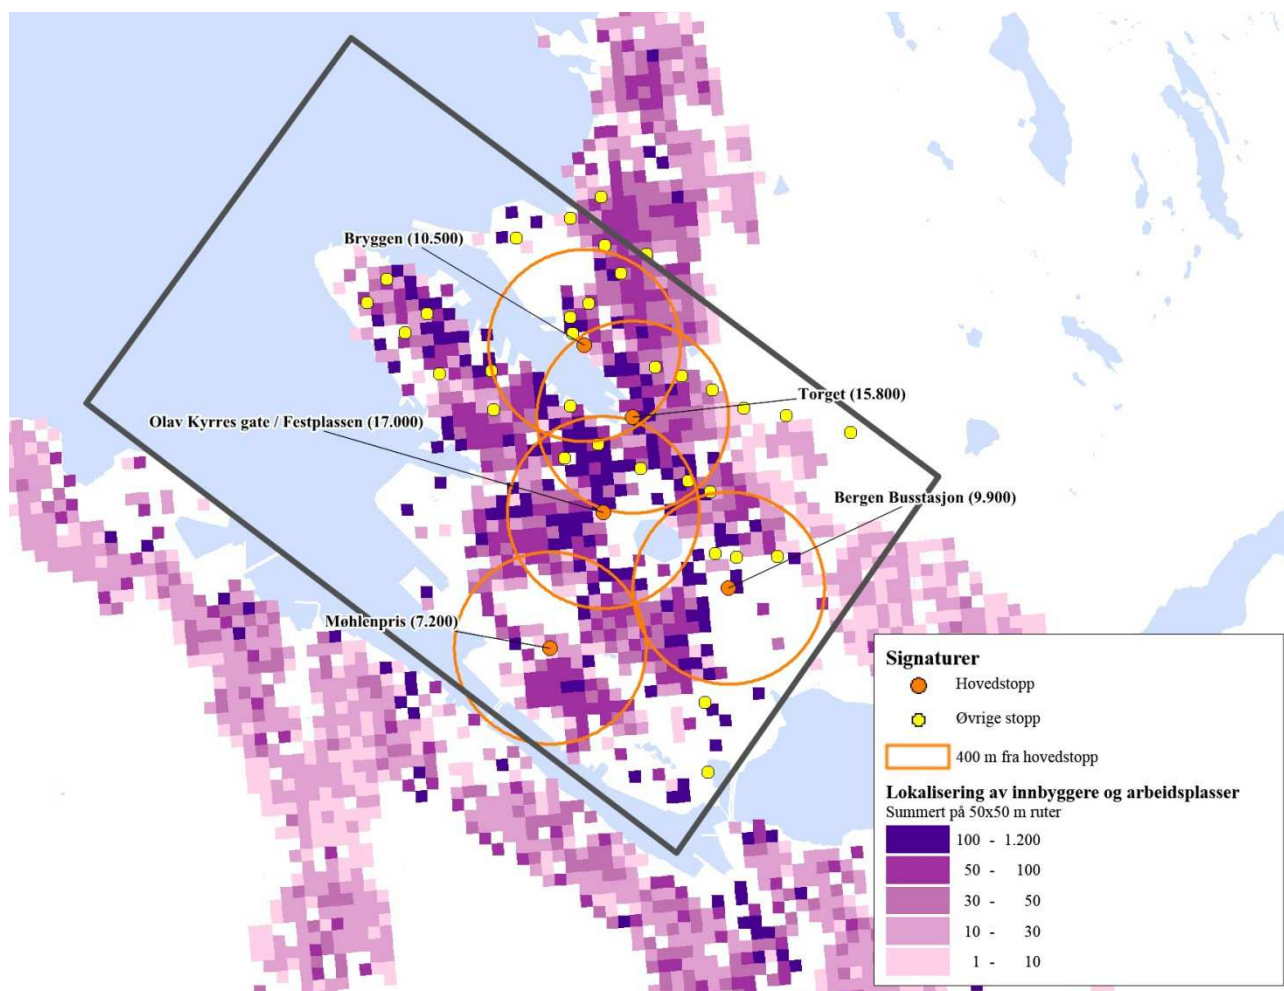 Bryggen (10.500)
Torget (15.800)
Olav Kyrres gate / Festplassen (17.000)
Bergen Busstasjon (9.900)
Møhlenpris (7.200)
Signaturer
Hovedstopp
Øvrige stopp
400 m fra hovedstopp
Lokalisering av innbyggere og arbeidsplasser
Summert på 50x50 m ruter
100 - 1.200
50 - 100
30 - 50
10 - 30
1 - 10